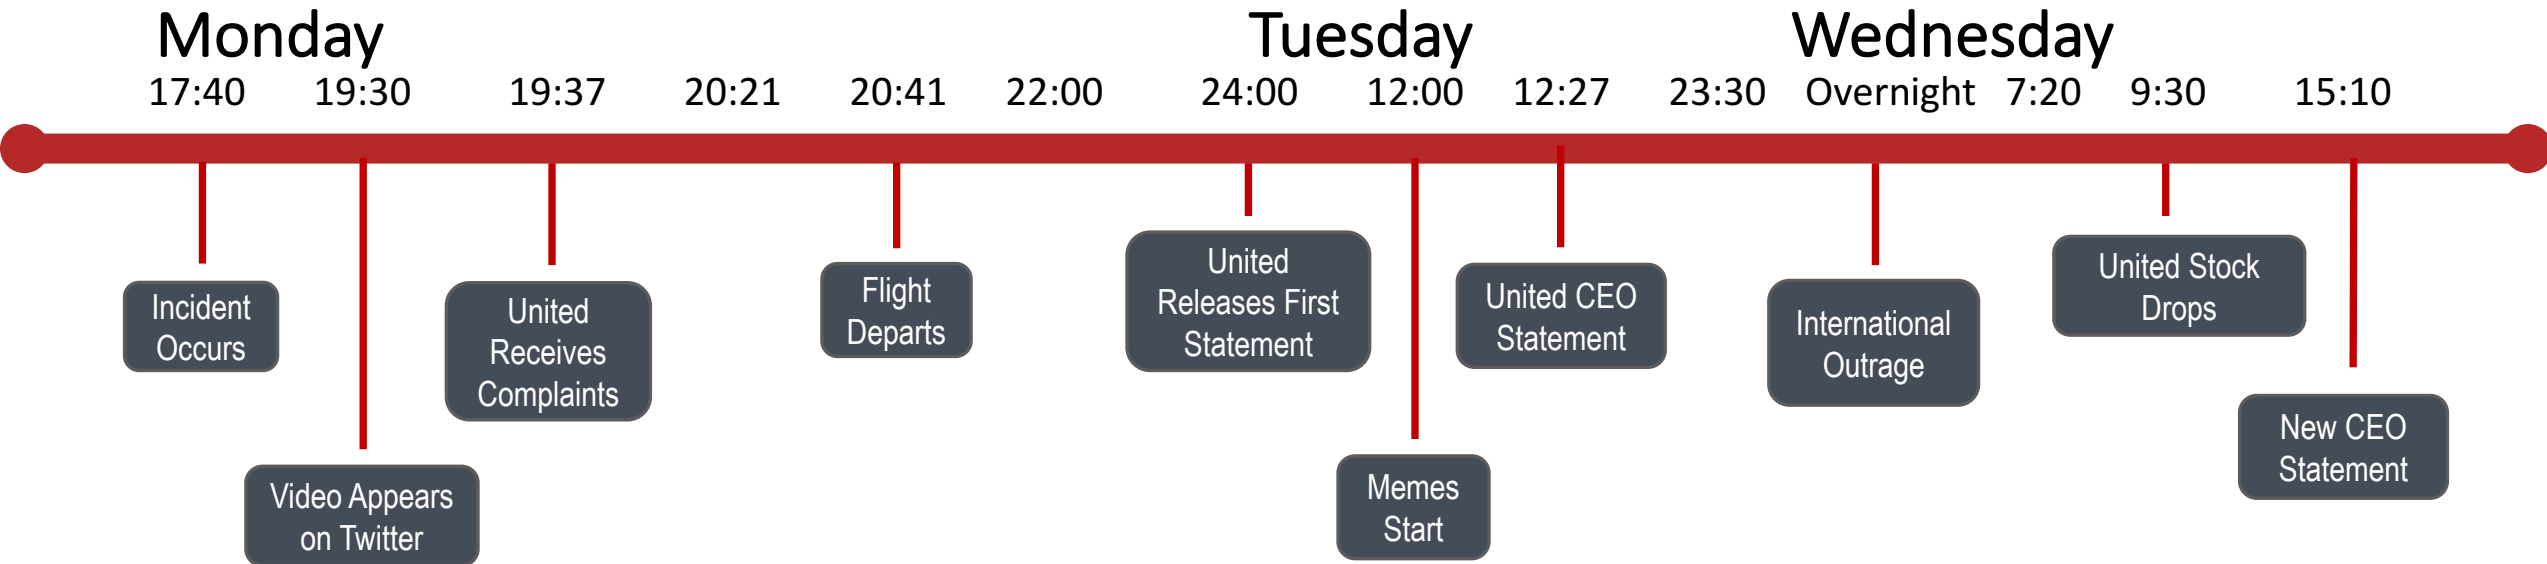 Monday
Tuesday
Wednesday
17:40
19:30
19:37
20:21
20:41
22:00
24:00
12:00
12:27
23:30
Overnight
7:20
9:30
15:10
Incident
Occurs
Video Appears
on Twitter
United
Receives
Complaints
Flight
Departs
United
Releases First
Statement
Memes
Start
United CEO
Statement
International
Outrage
United Stock
Drops
New CEO
Statement